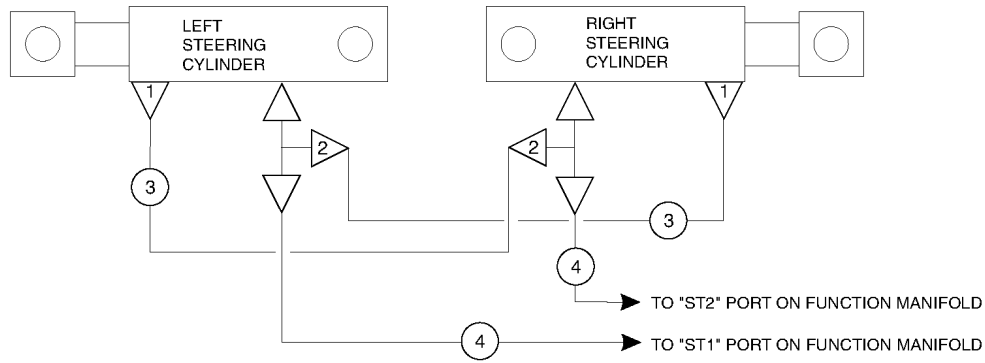 LEFT
STEERING
CYLINDER
RIGHT
STEERING
CYLINDER
1
1
2
2
3
3
4
TO "ST2" PORT ON FUNCTION MANIFOLD
4
TO "ST1" PORT ON FUNCTION MANIFOLD